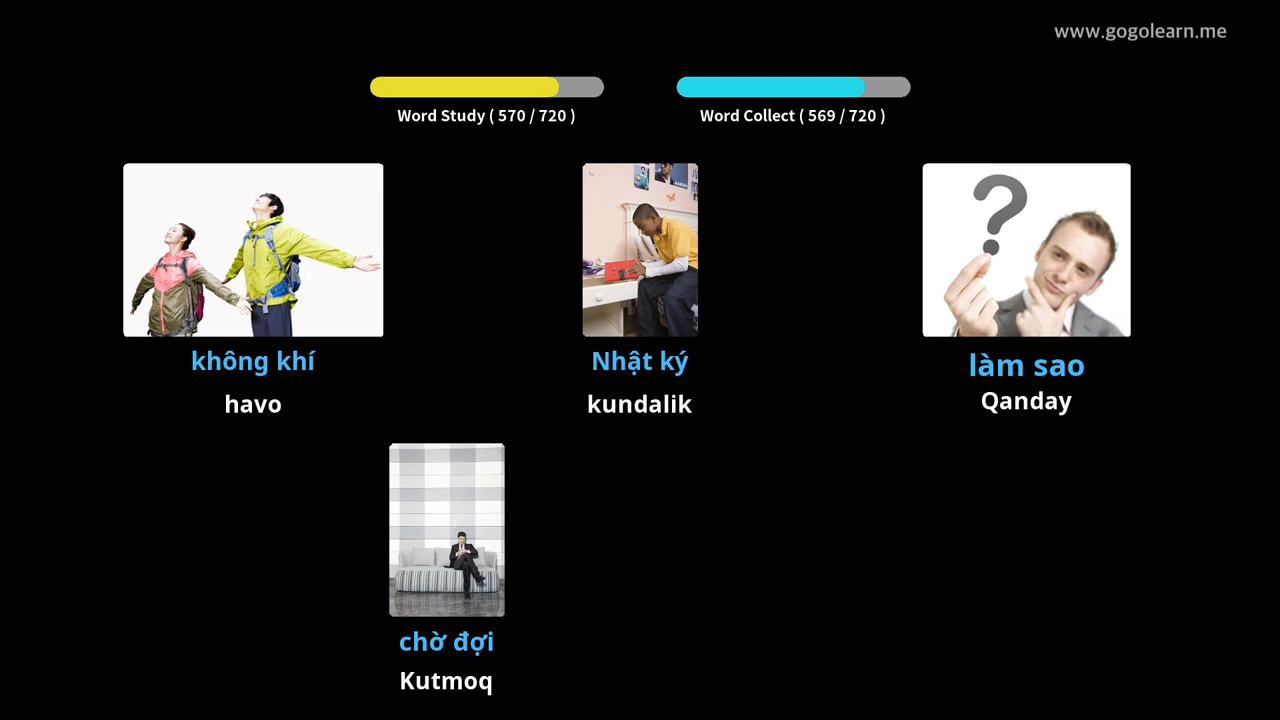 www.gogolearn.me
Word Study ( 570 / 720 )
Word Collect ( 569 / 720 )
không khí
Nhật ký
làm sao
havo
kundalik
Qanday
chờ đợi
Kutmoq